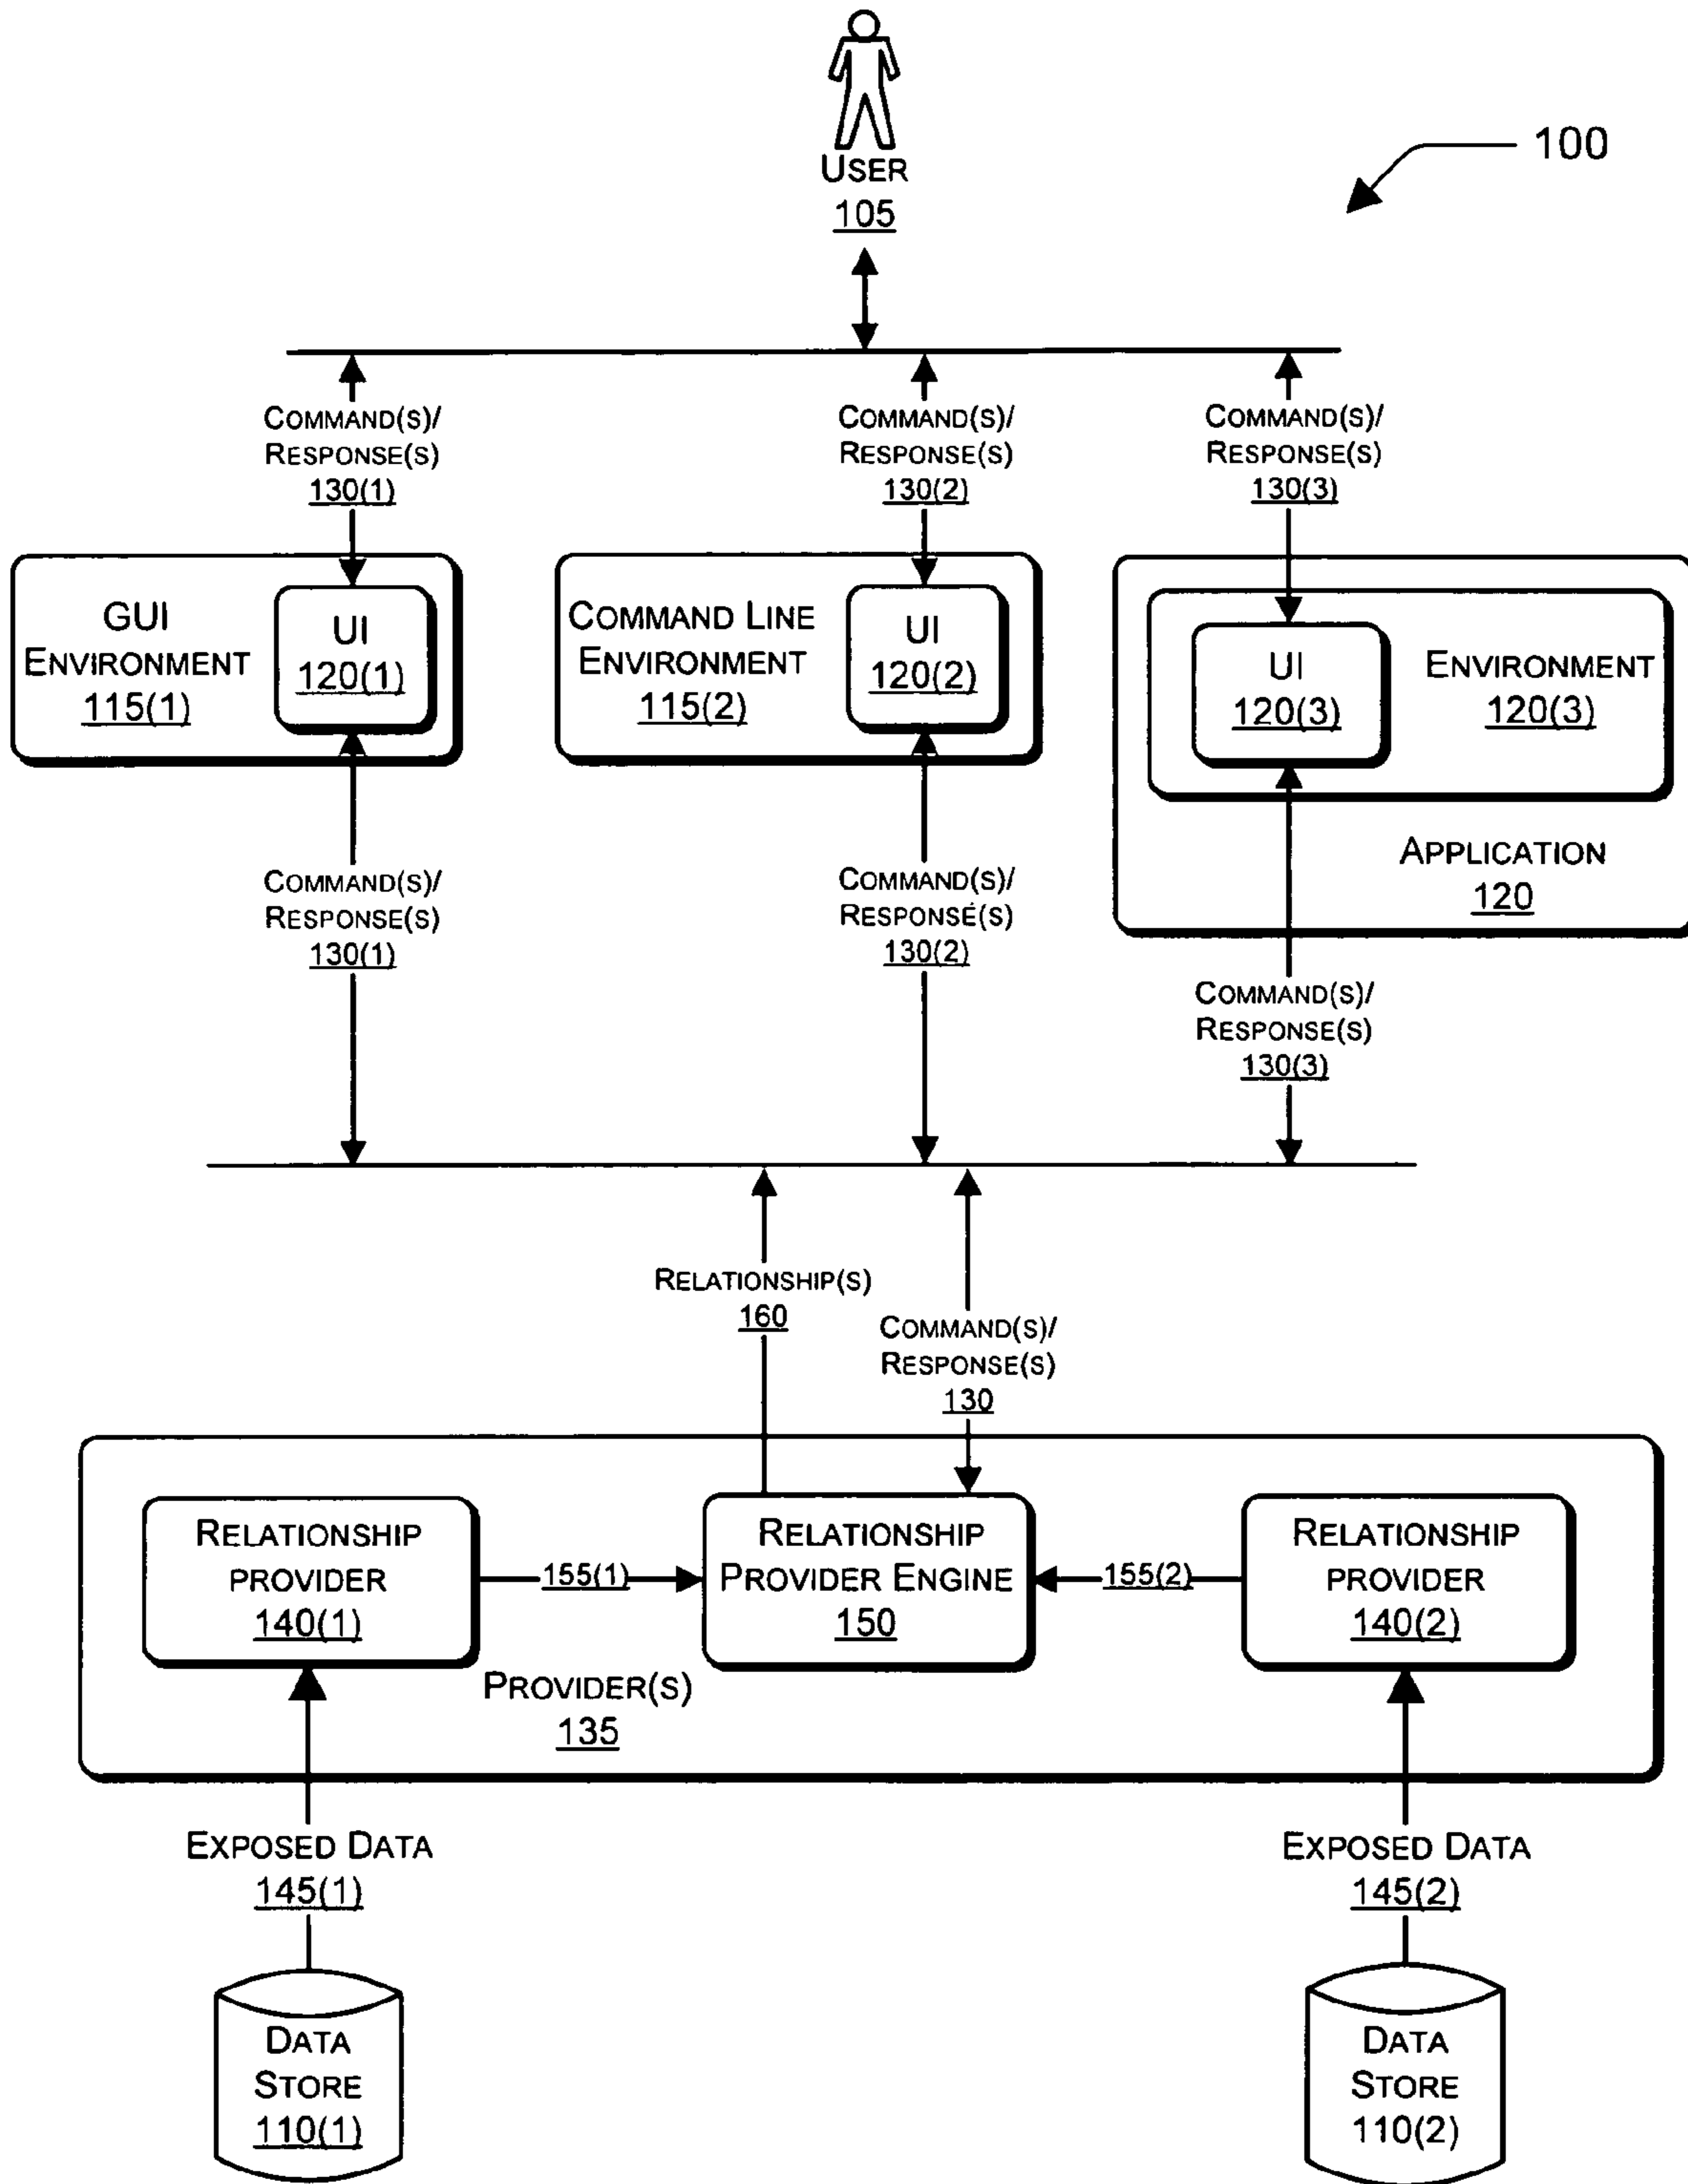 USER
105
100
COMMAND(S)/
RESPONSE(S)
130(1)
COMMAND(S)/
RESPONSE(S)
130(2)
COMMAND(S)/
RESPONSE(S)
130(3)
GUI
ENVIRONMENT
115(1)
UI
120(1)
COMMAND LINE
ENVIRONMENT
115(2)
UI
120(2)
UI
120(3)
ENVIRONMENT
120(3)
APPLICATION
120
COMMAND(S)/
RESPONSE(S)
130(1)
COMMAND(S)/
RESPONSE(S)
130(2)
COMMAND(S)/
RESPONSE(S)
130(3)
RELATIONSHIP(S)
160
COMMAND(S)/
RESPONSE(S)
130
RELATIONSHIP
PROVIDER
140(1)
155(1)
RELATIONSHIP
PROVIDER ENGINE
150
155(2)
RELATIONSHIP
PROVIDER
140(2)
PROVIDER(S)
135
EXPOSED DATA
145(1)
EXPOSED DATA
145(2)
DATA
STORE
110(1)
DATA
STORE
110(2)